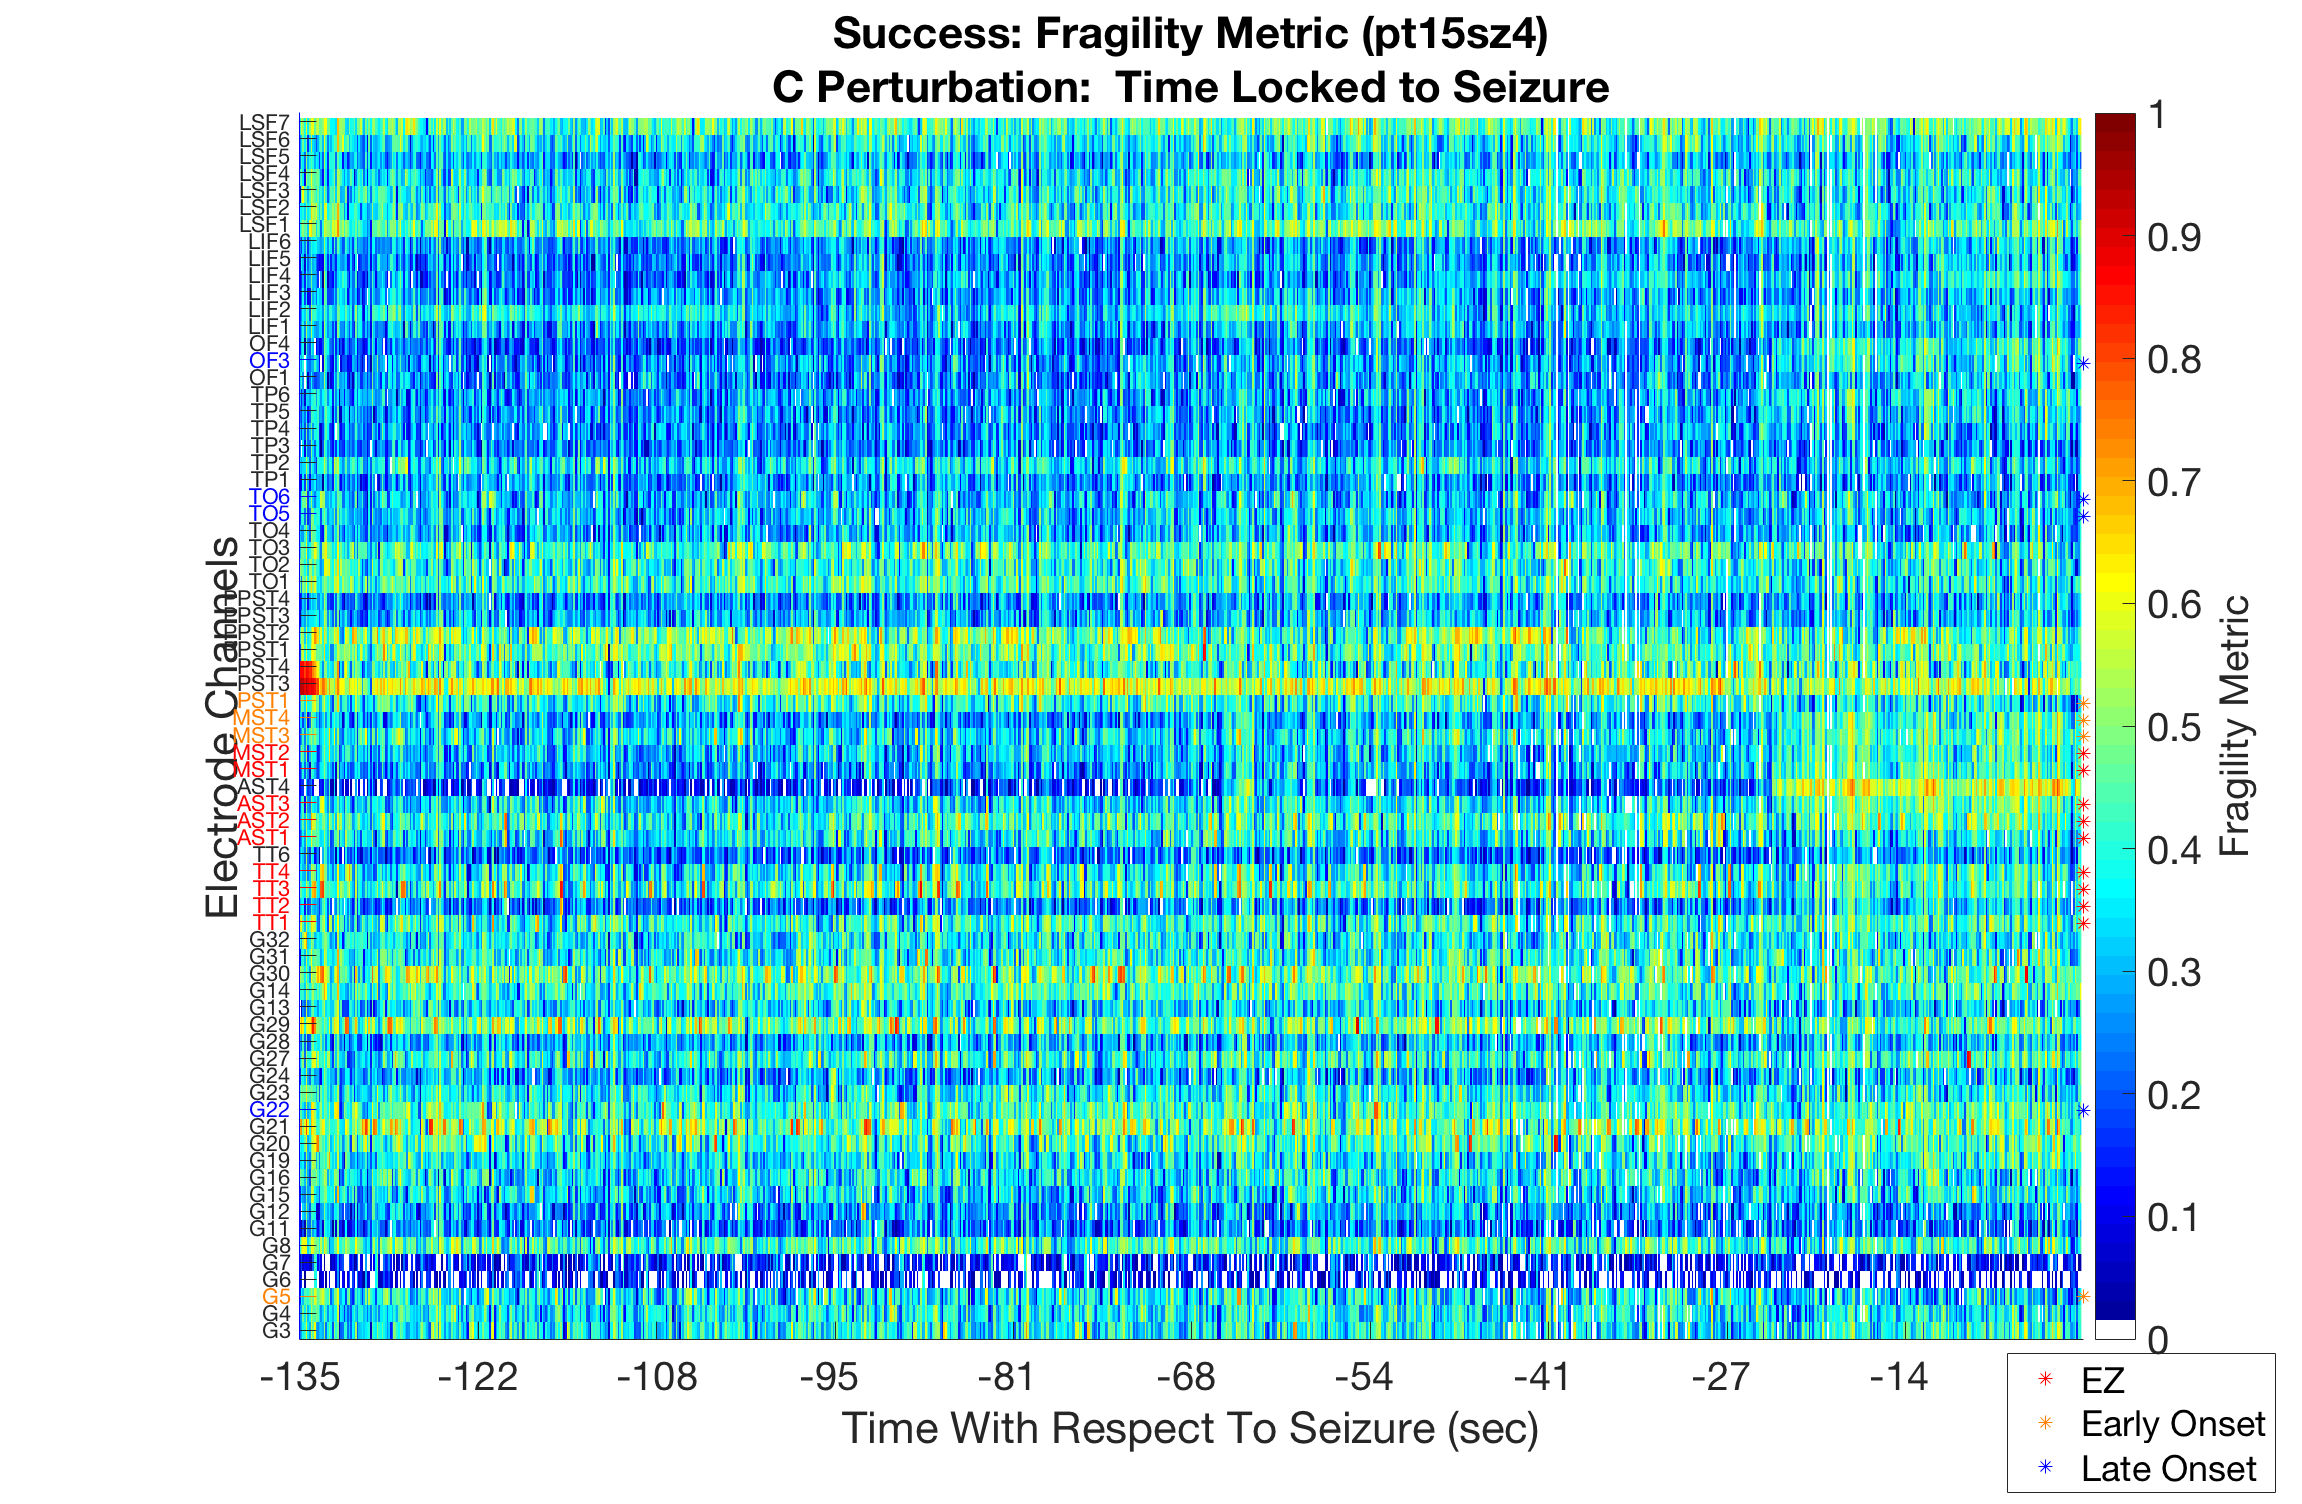 Success: Fragility Metric (pt15sz4)
C Perturbation:  Time Locked to Seizure
LSF7
LSF6
LSF5
LSF4
LSF3
LSF2
LSF1
LIF6
LIF5
LIF4
LIF3
LIF2
LIF1
OF4
OF3
OF1
TP6
TP5
TP4
TP3
TP2
TP1
TO6
TO5
TO4
TO3
TO2
TO1
PPST4
PPST3
PPST2
PPST1
PST4
PST3
PST1
MST4
MST3
MST2
MST1
AST4
AST3
AST2
AST1
TT6
TT4
TT3
TT2
TT1
G32
G31
G30
G14
G13
G29
G28
G27
G24
G23
G22
G21
G20
G19
G16
G15
G12
G11
G8
G7
G6
G5
G4
G3
Electrode Channels
-135 -122 -108 -95 -81 -68 -54 -41 -27 -14
Time With Respect To Seizure (sec)
1
0.9
0.8
0.7
0.6
0.5
0.4
0.3
0.2
0.1
0
Fragility Metric
EZ
Early Onset
Late Onset